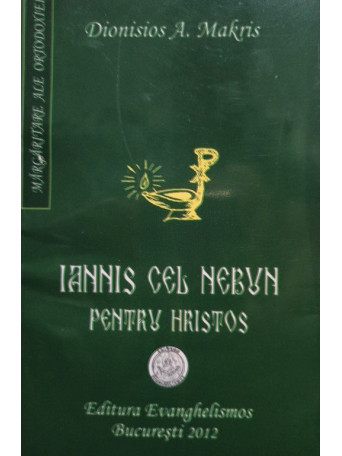 Dionisios A. Makris
MĂRGĂRITARE ALE ORTODOXIEI
IANNIS CEL NEBUN
PENTRU HRISTOS
Editura Evanghelismos
București 2012